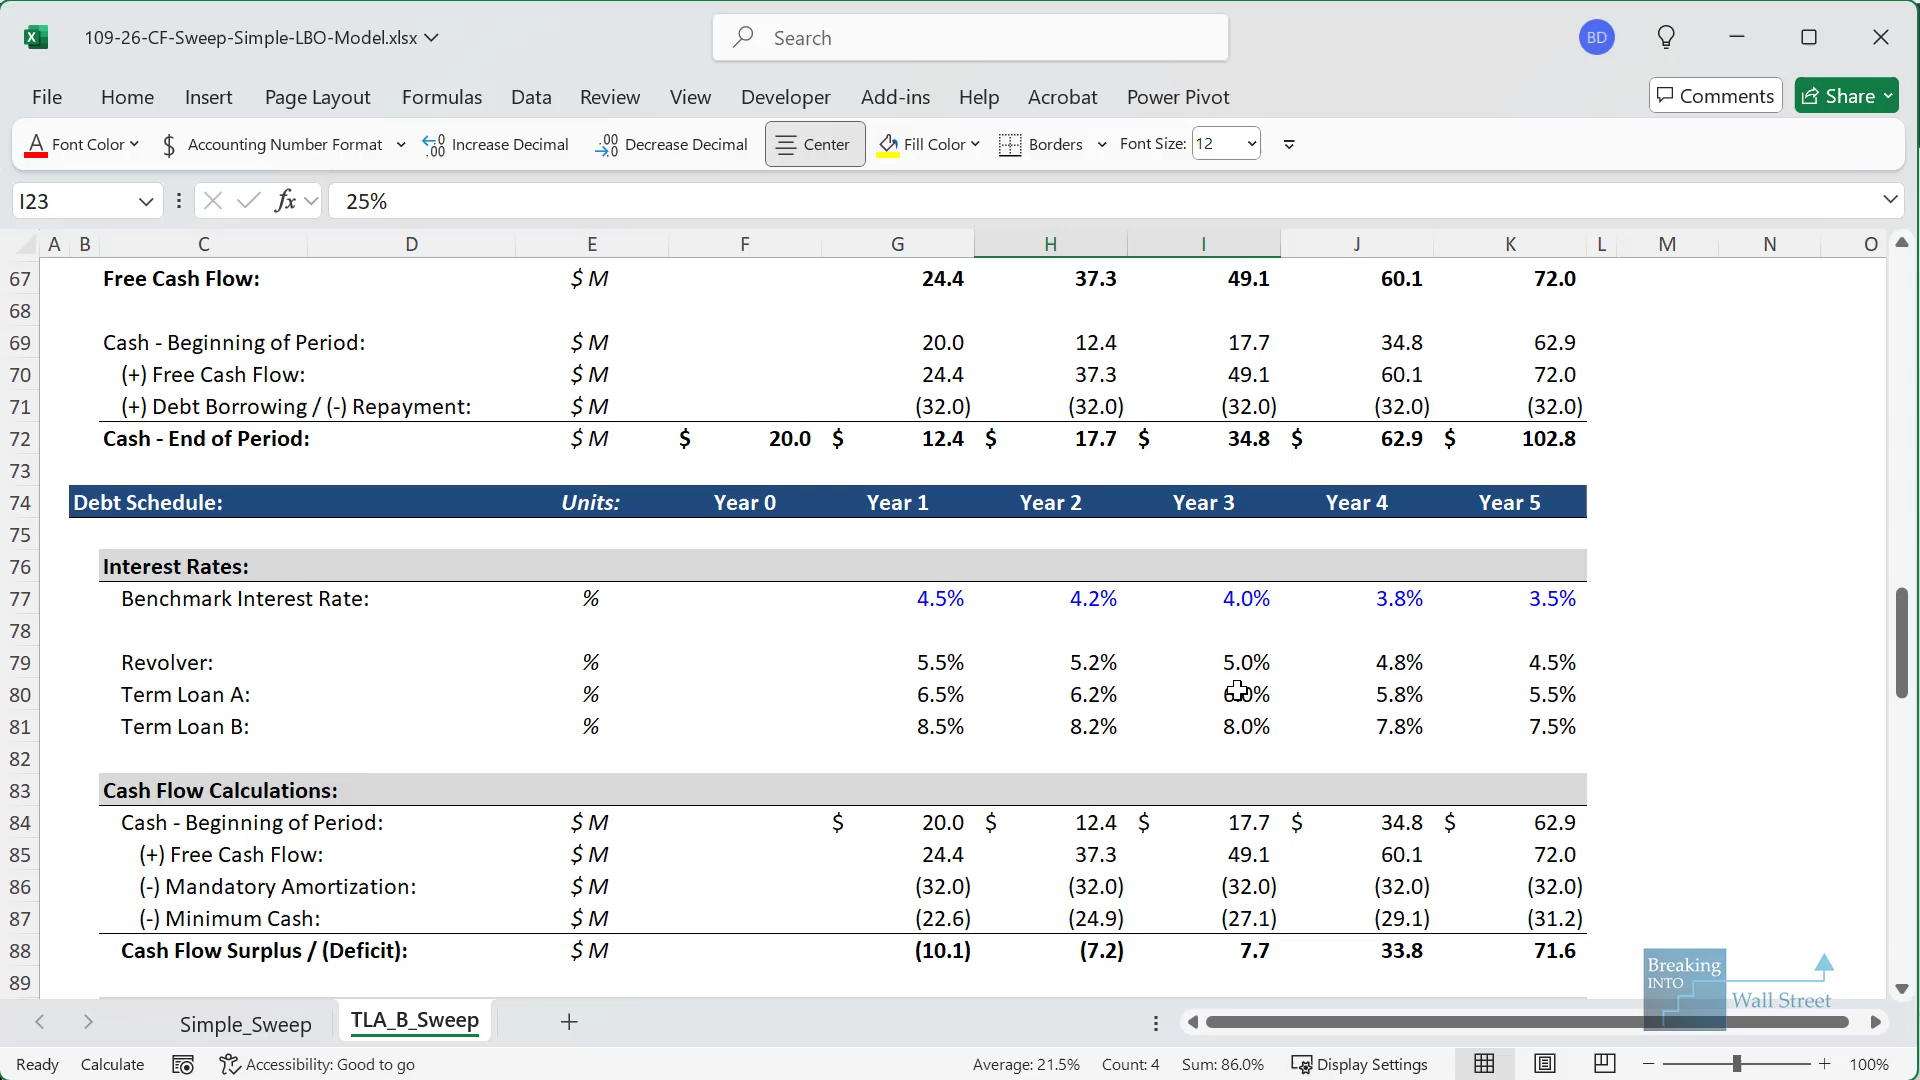 109-26-CF-Sweep-Simple-LBO-Model.xlsx
Search
BD
File Home Insert Page Layout Formulas Data Review View Developer Add-ins Help Acrobat Power Pivot Comments Share
A Font Color $ Accounting Number Format Increase Decimal Decrease Decimal Center Fill Color Borders Font Size: 12
I23 fx 25%
A B C D E F G H I J K L M N O
67 Free Cash Flow: $ M 24.4 37.3 49.1 60.1 72.0
68
69 Cash - Beginning of Period: $ M 20.0 12.4 17.7 34.8 62.9
70 (+) Free Cash Flow: $ M 24.4 37.3 49.1 60.1 72.0
71 (+) Debt Borrowing / (-) Repayment: $ M (32.0) (32.0) (32.0) (32.0) (32.0)
72 Cash - End of Period: $ M $ 20.0 $ 12.4 $ 17.7 $ 34.8 $ 62.9 $ 102.8
73
74 Debt Schedule: Units: Year 0 Year 1 Year 2 Year 3 Year 4 Year 5
75
76 Interest Rates:
77 Benchmark Interest Rate: % 4.5% 4.2% 4.0% 3.8% 3.5%
78
79 Revolver: % 5.5% 5.2% 5.0% 4.8% 4.5%
80 Term Loan A: % 6.5% 6.2% 6.0% 5.8% 5.5%
81 Term Loan B: % 8.5% 8.2% 8.0% 7.8% 7.5%
82
83 Cash Flow Calculations:
84 Cash - Beginning of Period: $ M $ 20.0 $ 12.4 $ 17.7 $ 34.8 $ 62.9
85 (+) Free Cash Flow: $ M 24.4 37.3 49.1 60.1 72.0
86 (-) Mandatory Amortization: $ M (32.0) (32.0) (32.0) (32.0) (32.0)
87 (-) Minimum Cash: $ M (22.6) (24.9) (27.1) (29.1) (31.2)
88 Cash Flow Surplus / (Deficit): $ M (10.1) (7.2) 7.7 33.8 71.6
89
Breaking
INTO
Wall Street
Simple_Sweep TLA_B_Sweep
Ready Calculate Accessibility: Good to go Average: 21.5% Count: 4 Sum: 86.0% Display Settings 100%